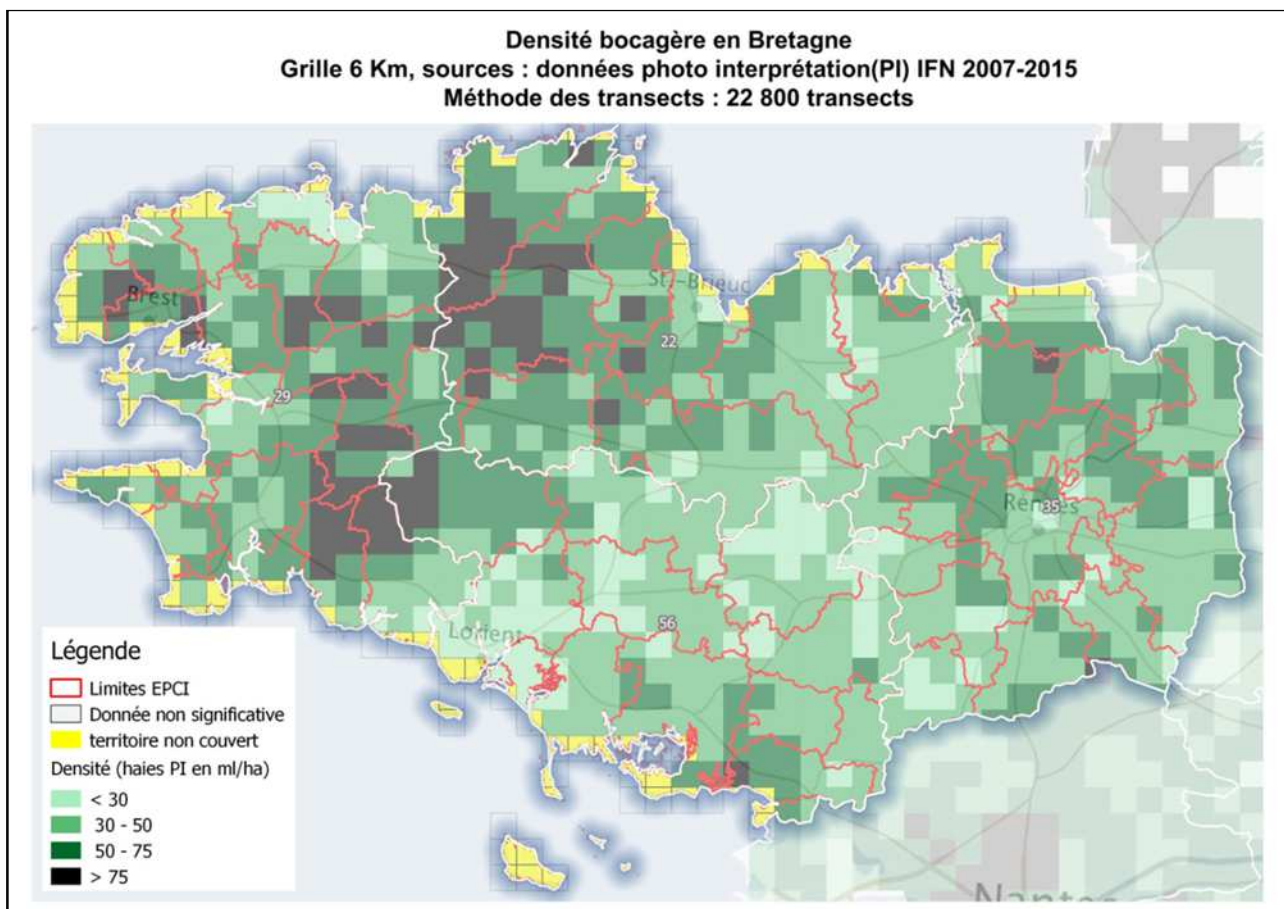 Densité bocagère en Bretagne
Grille 6 Km, sources : données photo interprétation(PI) IFN 2007-2015
Méthode des transects : 22 800 transects
Brest
St-Brieuc
22
29
Rennes
35
Lorient
56
Nantes
Légende
Limites EPCI
Donnée non significative
territoire non couvert
Densité (haies PI en ml/ha)
< 30
30 - 50
50 - 75
> 75